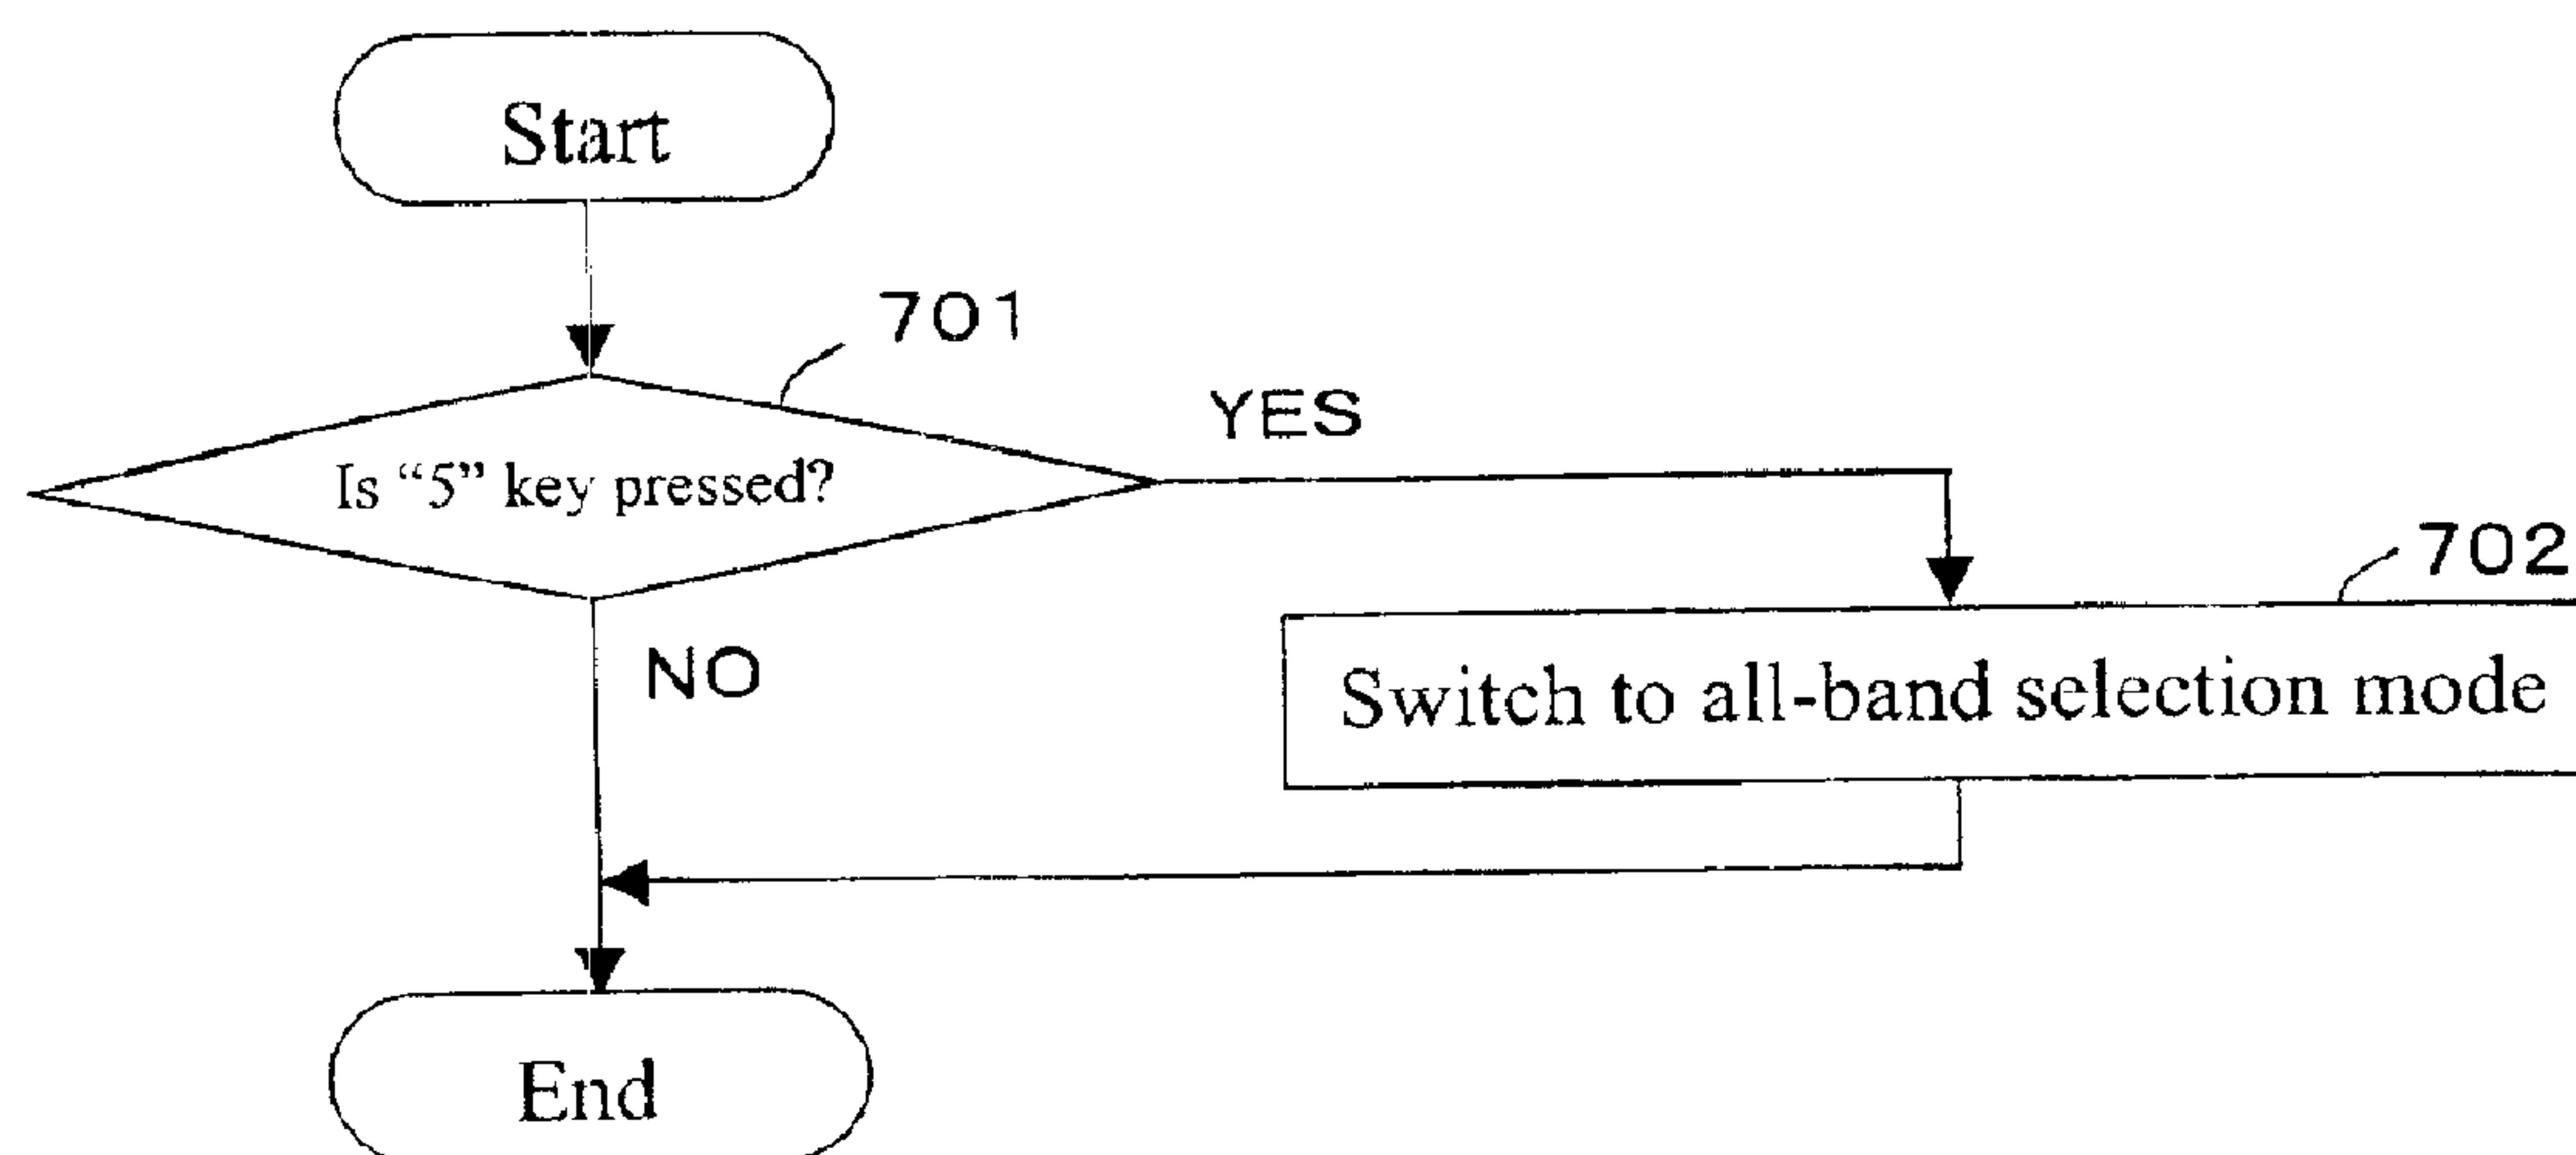 Start
701
YES
Is “5” key pressed?
702
NO
Switch to all-band selection mode
End